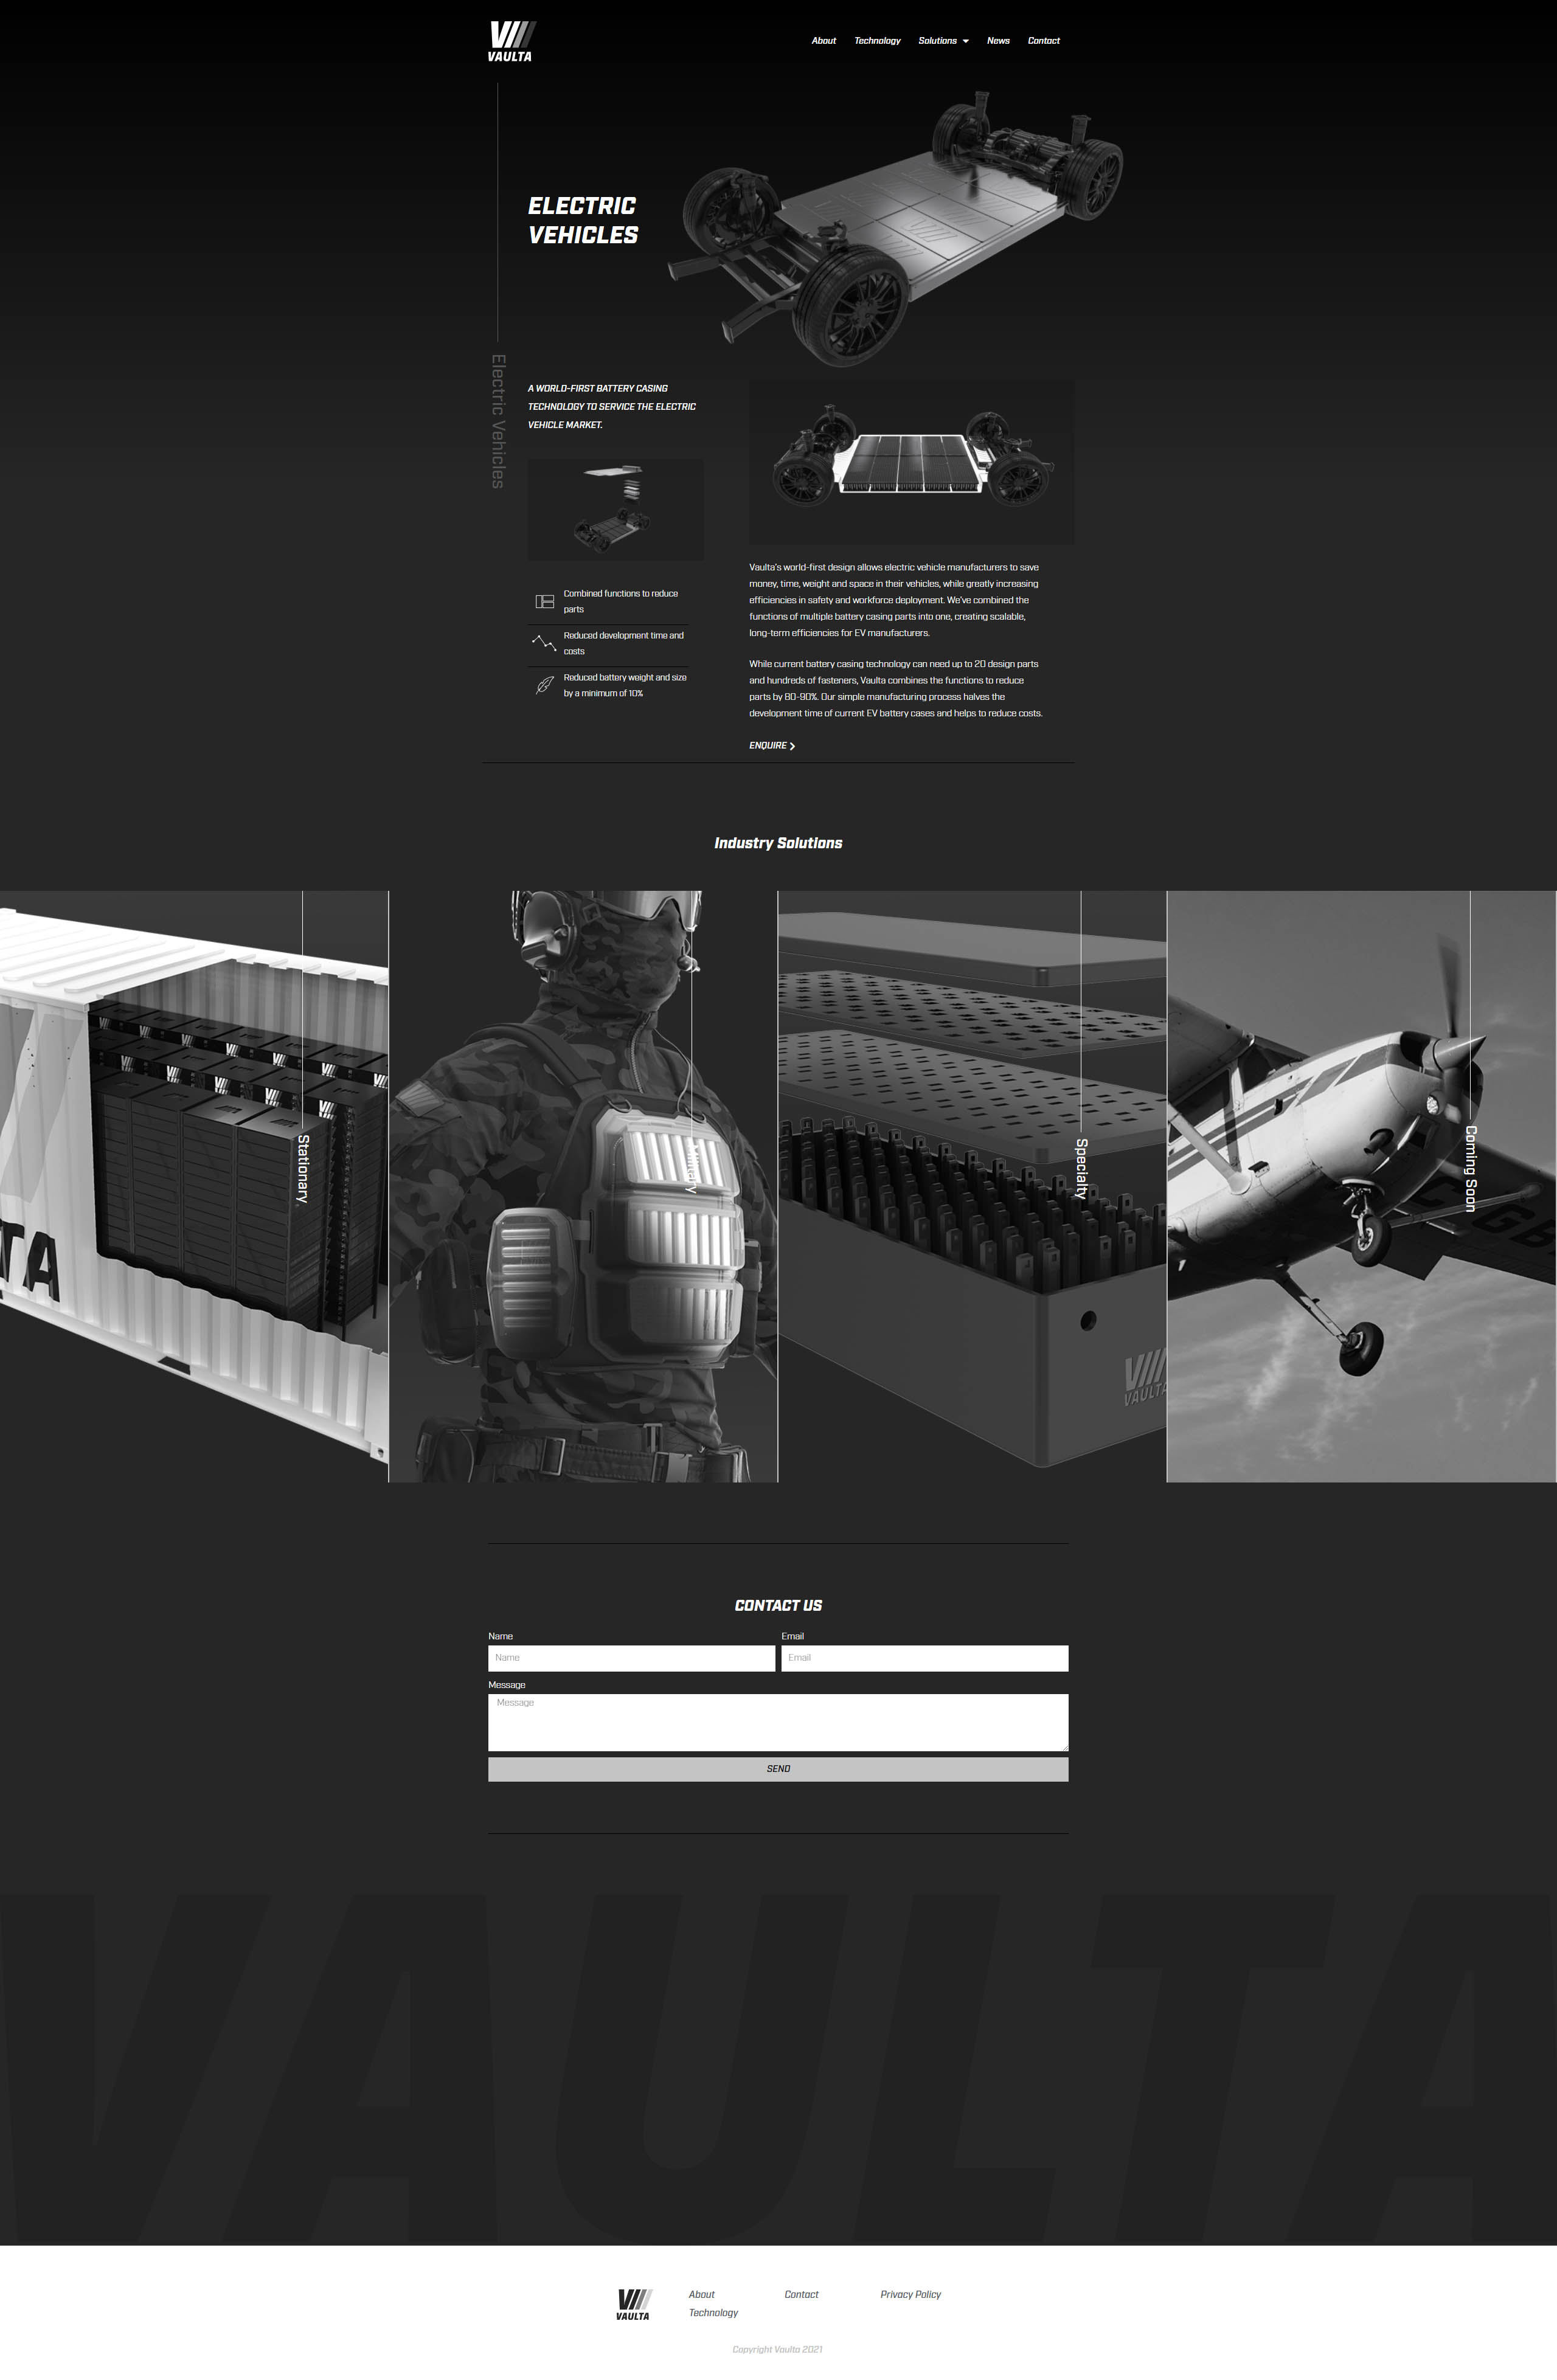 VAULTA
About
Technology
Solutions
News
Contact
ELECTRIC
VEHICLES
Electric Vehicles
A WORLD-FIRST BATTERY CASING
TECHNOLOGY TO SERVICE THE ELECTRIC
VEHICLE MARKET.
Combined functions to reduce
parts
Reduced development time and
costs
Reduced battery weight and size
by a minimum of 10%
Vaulta's world-first design allows electric vehicle manufacturers to save
money, time, weight and space in their vehicles, while greatly increasing
efficiencies in safety and workforce deployment. We've combined the
functions of multiple battery casing parts into one, creating scalable,
long-term efficiencies for EV manufacturers.
While current battery casing technology can need up to 20 design parts
and hundreds of fasteners, Vaulta combines the functions to reduce
parts by 80-90%. Our simple manufacturing process halves the
development time of current EV battery cases and helps to reduce costs.
ENQUIRE
Industry Solutions
TA
Stationary
Military
Specialty
VAULTA
Coming Soon
CONTACT US
Name
Email
Name
Email
Message
Message
SEND
VAULTA
VAULTA
About
Contact
Privacy Policy
Technology
Copyright Vaulta 2021